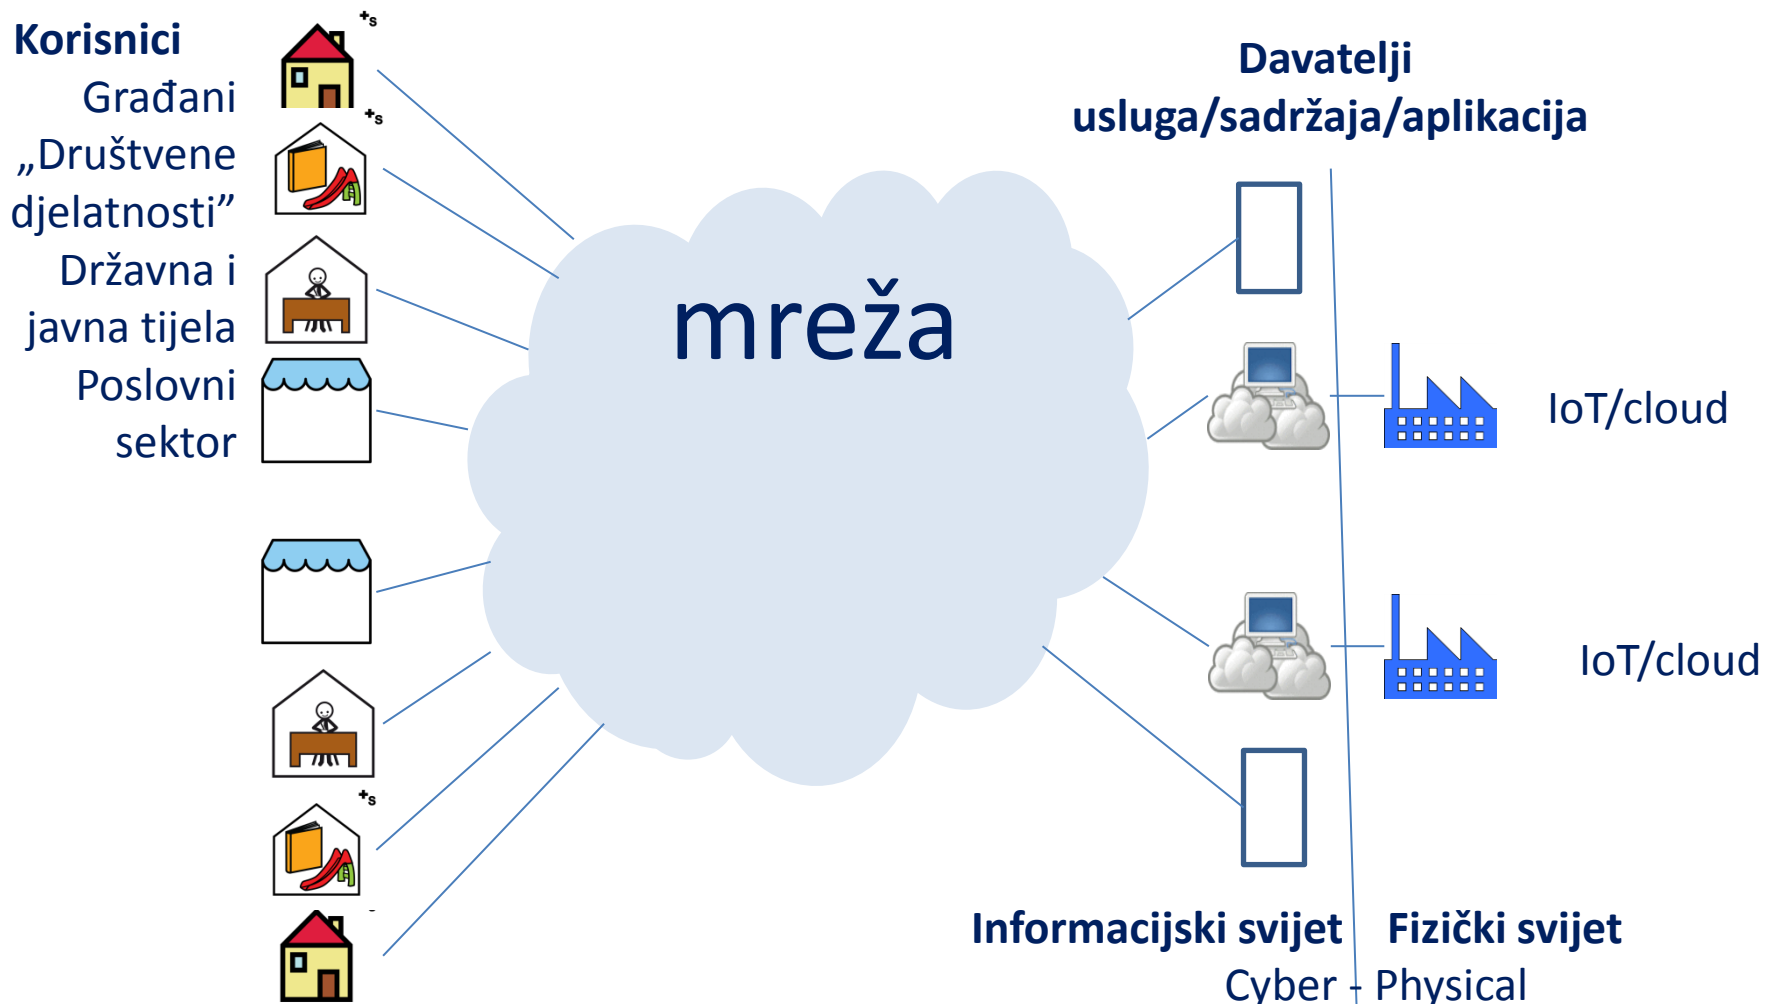 Korisnici
Građani
„Društvene
djelatnosti”
Državna i
javna tijela
Poslovni
sektor
+s
+s
mreža
Davatelji
usluga/sadržaja/aplikacija
IoT/cloud
IoT/cloud
+s
Informacijski svijet
Fizički svijet
Cyber - Physical